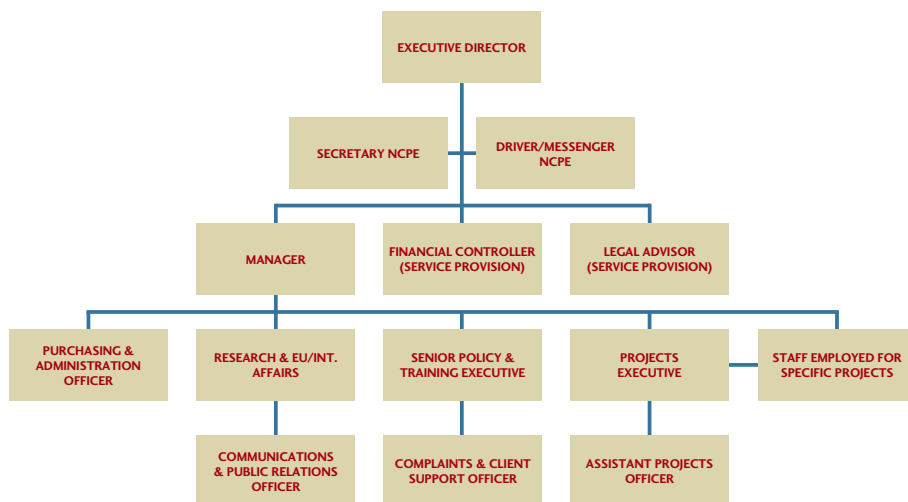 EXECUTIVE DIRECTOR
SECRETARY NCPE
DRIVER/MESSENGER
NCPE
MANAGER
FINANCIAL CONTROLLER
(SERVICE PROVISION)
LEGAL ADVISOR
(SERVICE PROVISION)
PURCHASING &
ADMINISTRATION
OFFICER
RESEARCH & EU/INT.
AFFAIRS
SENIOR POLICY &
TRAINING EXECUTIVE
PROJECTS
EXECUTIVE
STAFF EMPLOYED FOR
SPECIFIC PROJECTS
COMMUNICATIONS
& PUBLIC RELATIONS
OFFICER
COMPLAINTS & CLIENT
SUPPORT OFFICER
ASSISTANT PROJECTS
OFFICER